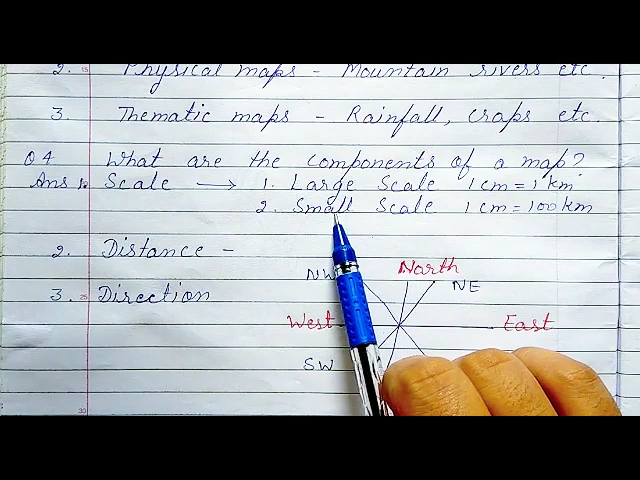 2. Physical maps - Mountain rivers etc.
3. Thematic maps - Rainfall, craps etc.
Q4 What are the components of a map?
Ans 1. Scale → 1. Large Scale 1 cm = 1 km
2. Small Scale 1 cm = 100 km
2. Distance -
NW North NE
3. Direction
West East
SW